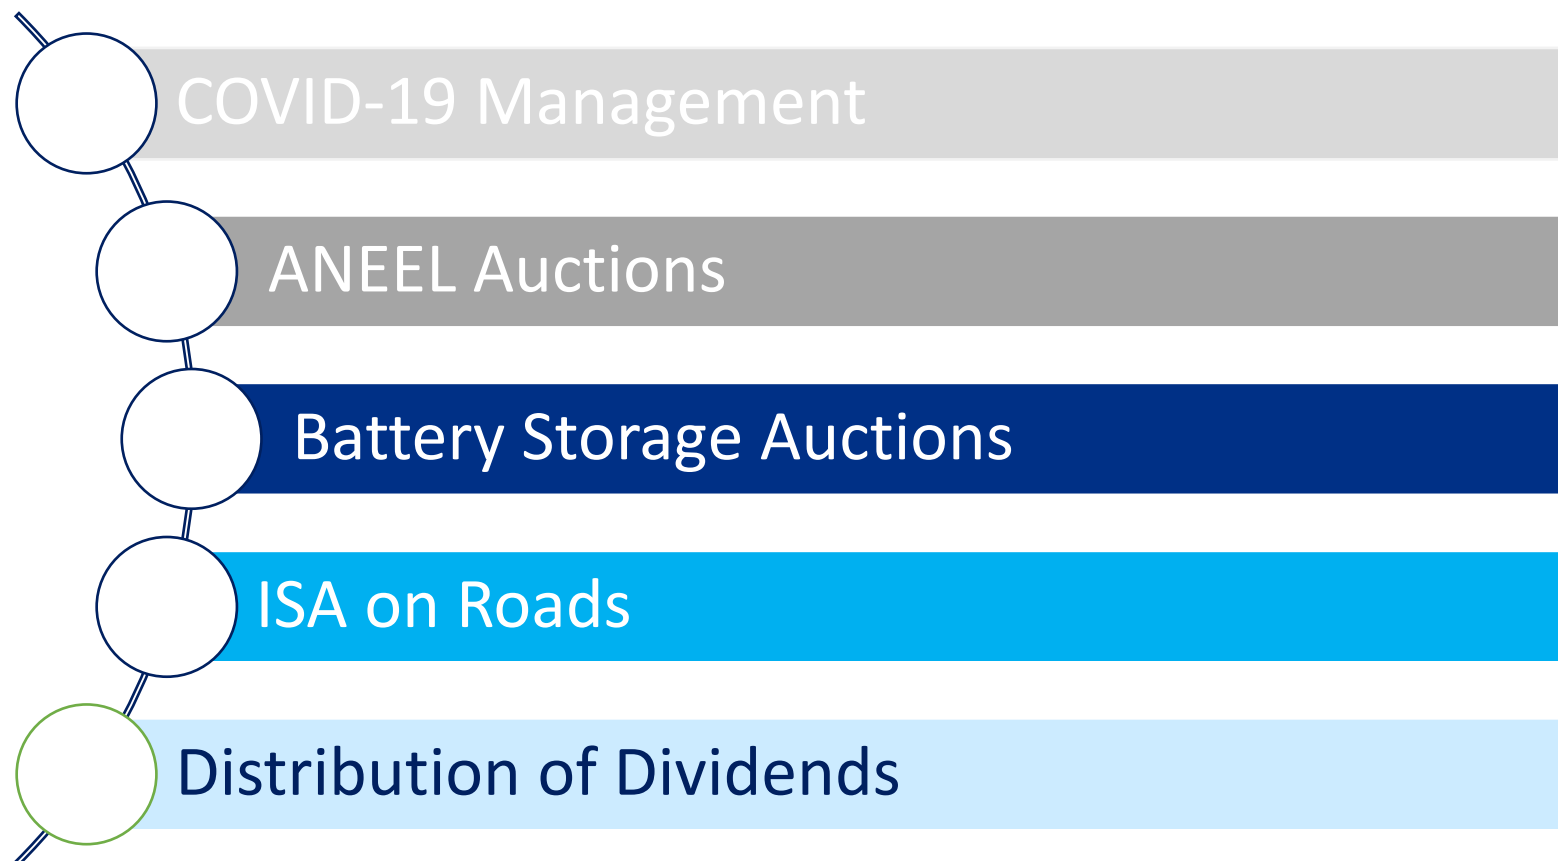 COVID-19 Management
ANEEL Auctions
Battery Storage Auctions
ISA on Roads
Distribution of Dividends